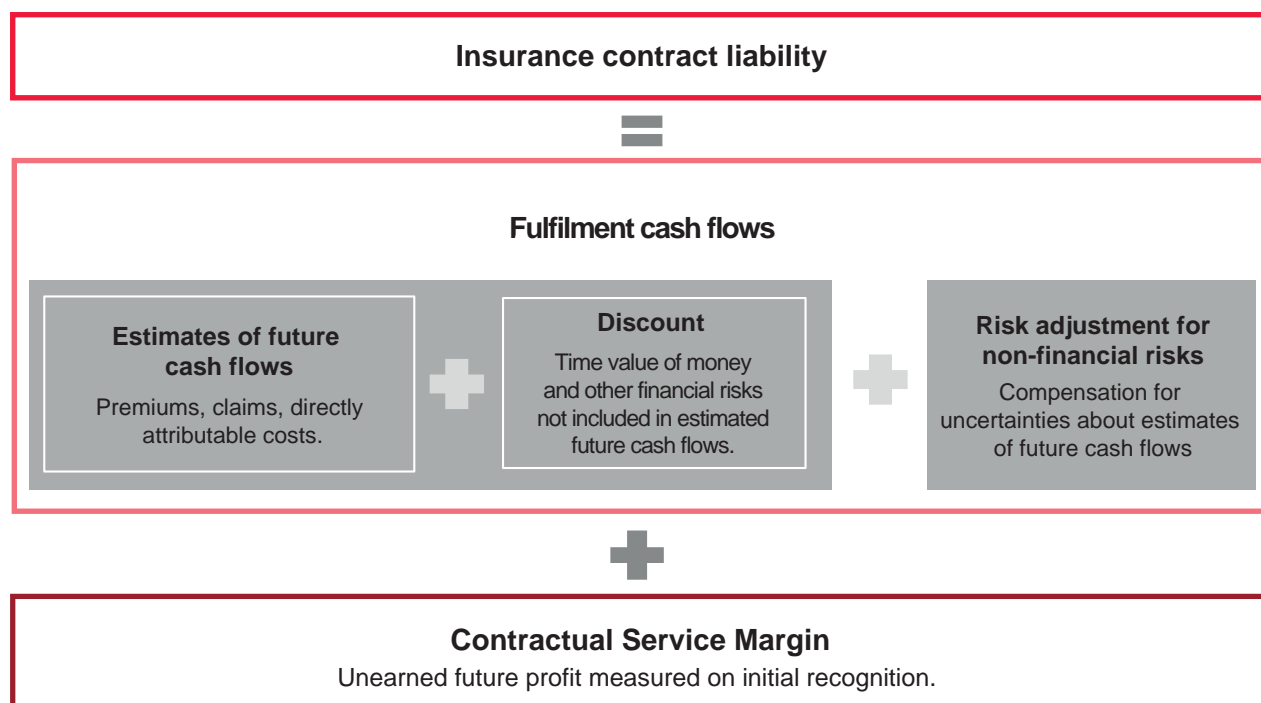 Insurance contract liability
Fulfilment cash flows
Estimates of future
cash flows
Premiums, claims, directly
attributable costs.
Discount
Time value of money
and other financial risks
not included in estimated
future cash flows.
Risk adjustment for
non-financial risks
Compensation for
uncertainties about estimates
of future cash flows
Contractual Service Margin
Unearned future profit measured on initial recognition.